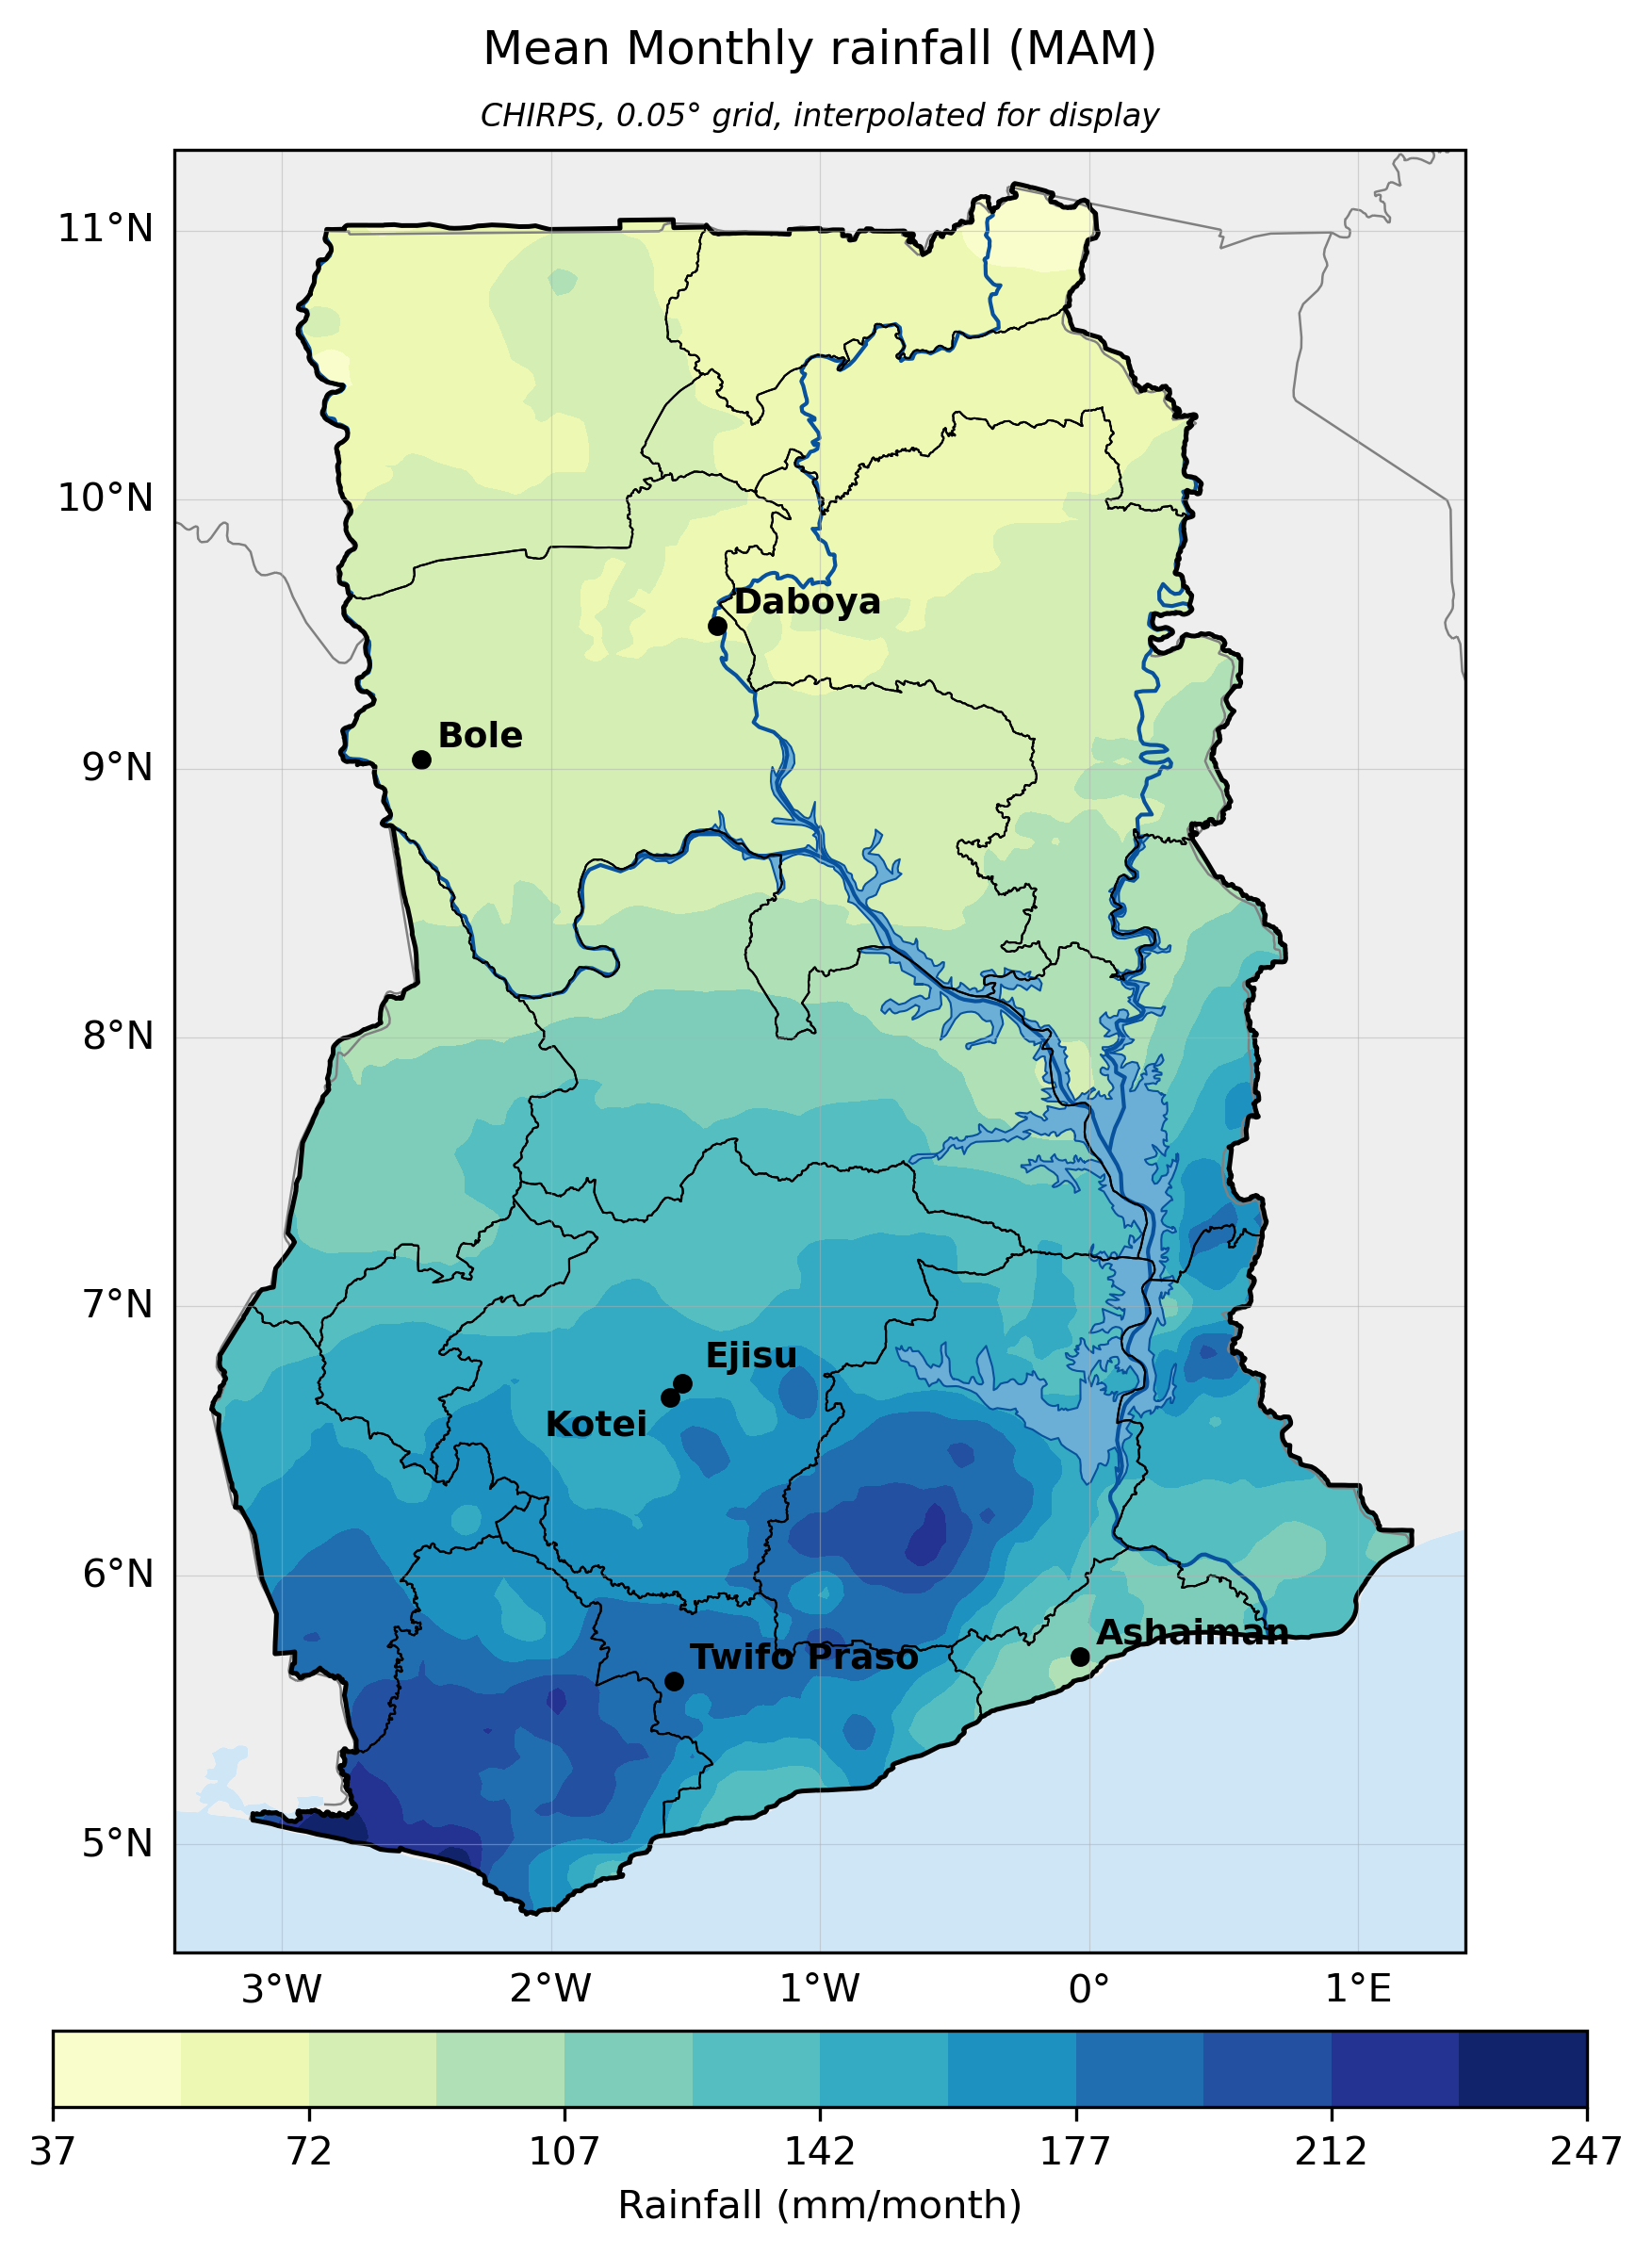 Mean Monthly rainfall (MAM)
CHIRPS, 0.05° grid, interpolated for display
11°N
10°N
Daboya
Bole
9°N
8°N
7°N
Ejisu
Kotei
6°N
Ashaiman
Twifo Praso
5°N
3°W 2°W 1°W 0° 1°E
37 72 107 142 177 212 247
Rainfall (mm/month)